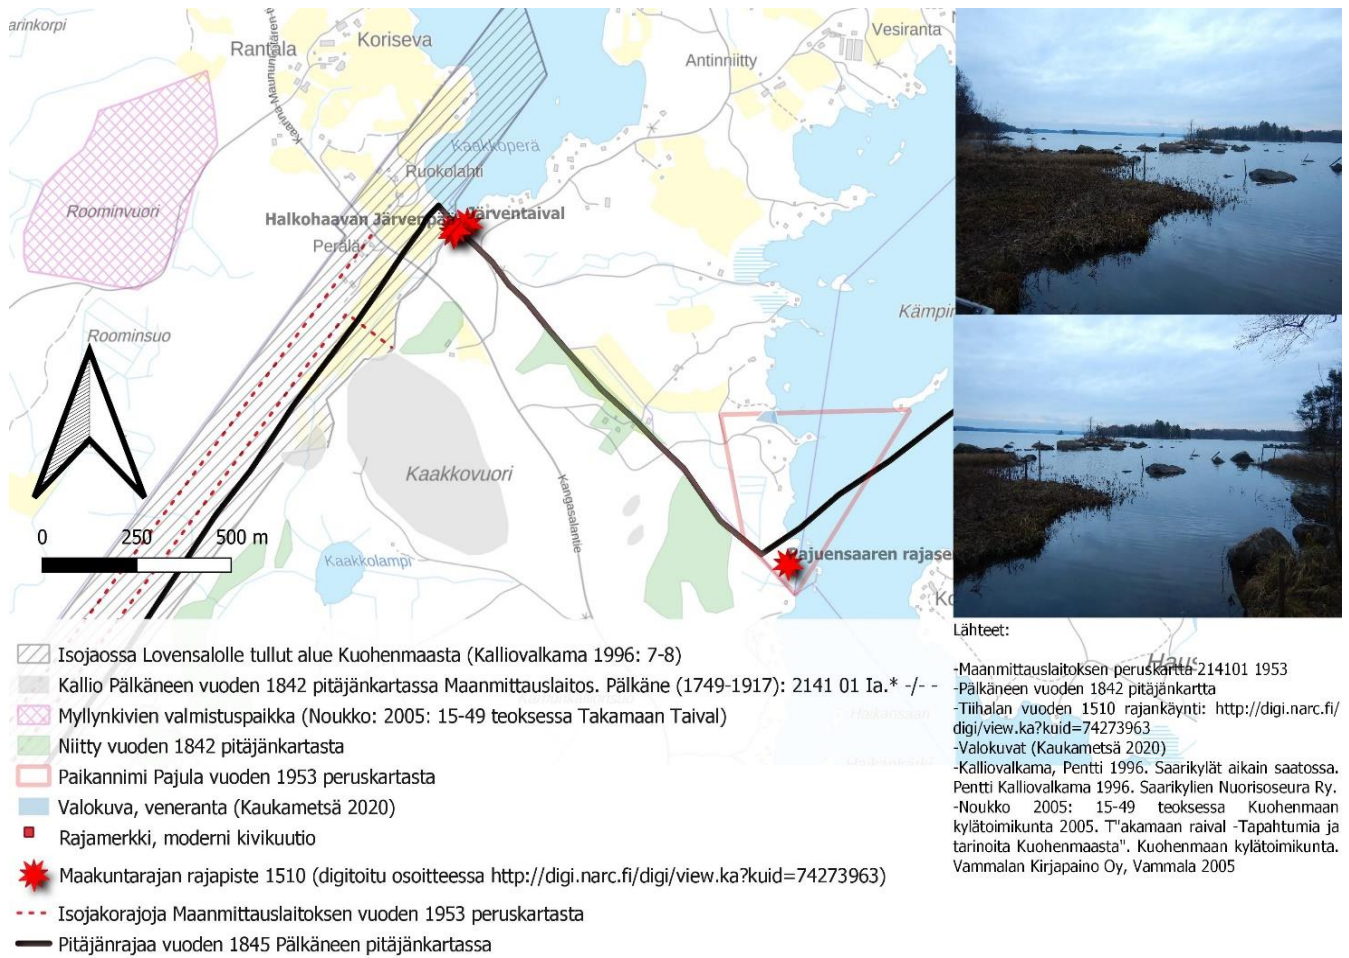 arinkorpi
Rantala
Koriseva
Vesiranta
Antinniitty
Kaakkoperä
Ruokolahti
Roominvuori
Halkohaavan Järvenpää
Järventaival
Perälä
Kämpin
Roominsuo
Kaakkovuori
Kangasalantie
0 250 500 m
Kaakkolampi
Pajuensaaren rajase
Ko
Isojaossa Lovensalolle tullut alue Kuohenmaasta (Kalliovalkama 1996: 7-8)
Kallio Pälkäneen vuoden 1842 pitäjänkartassa Maanmittauslaitos. Pälkäne (1749-1917): 2141 01 Ia.* -/- -
Myllynkivien valmistuspaikka (Noukko: 2005: 15-49 teoksessa Takamaan Taival)
Niitty vuoden 1842 pitäjänkartasta
Paikannimi Pajula vuoden 1953 peruskartasta
Valokuva, veneranta (Kaukametsä 2020)
Rajamerkki, moderni kivikuutio
Maakuntarajan rajapiste 1510 (digitoitu osoitteessa http://digi.narc.fi/digi/view.ka?kuid=74273963)
Isojakorajoja Maanmittauslaitoksen vuoden 1953 peruskartasta
Pitäjänrajaa vuoden 1845 Pälkäneen pitäjänkartassa
Haikansaari
Haus
Lähteet:
-Maanmittauslaitoksen peruskartta 214101 1953
-Pälkäneen vuoden 1842 pitäjänkartta
-Tiihalan vuoden 1510 rajankäynti: http://digi.narc.fi/
digi/view.ka?kuid=74273963
-Valokuvat (Kaukametsä 2020)
-Kalliovalkama, Pentti 1996. Saarikylät aikain saatossa.
Pentti Kalliovalkama 1996. Saarikylien Nuorisoseura Ry.
-Noukko 2005: 15-49 teoksessa Kuohenmaan
kylätoimikunta 2005. T"akamaan raival -Tapahtumia ja
tarinoita Kuohenmaasta". Kuohenmaan kylätoimikunta.
Vammalan Kirjapaino Oy, Vammala 2005